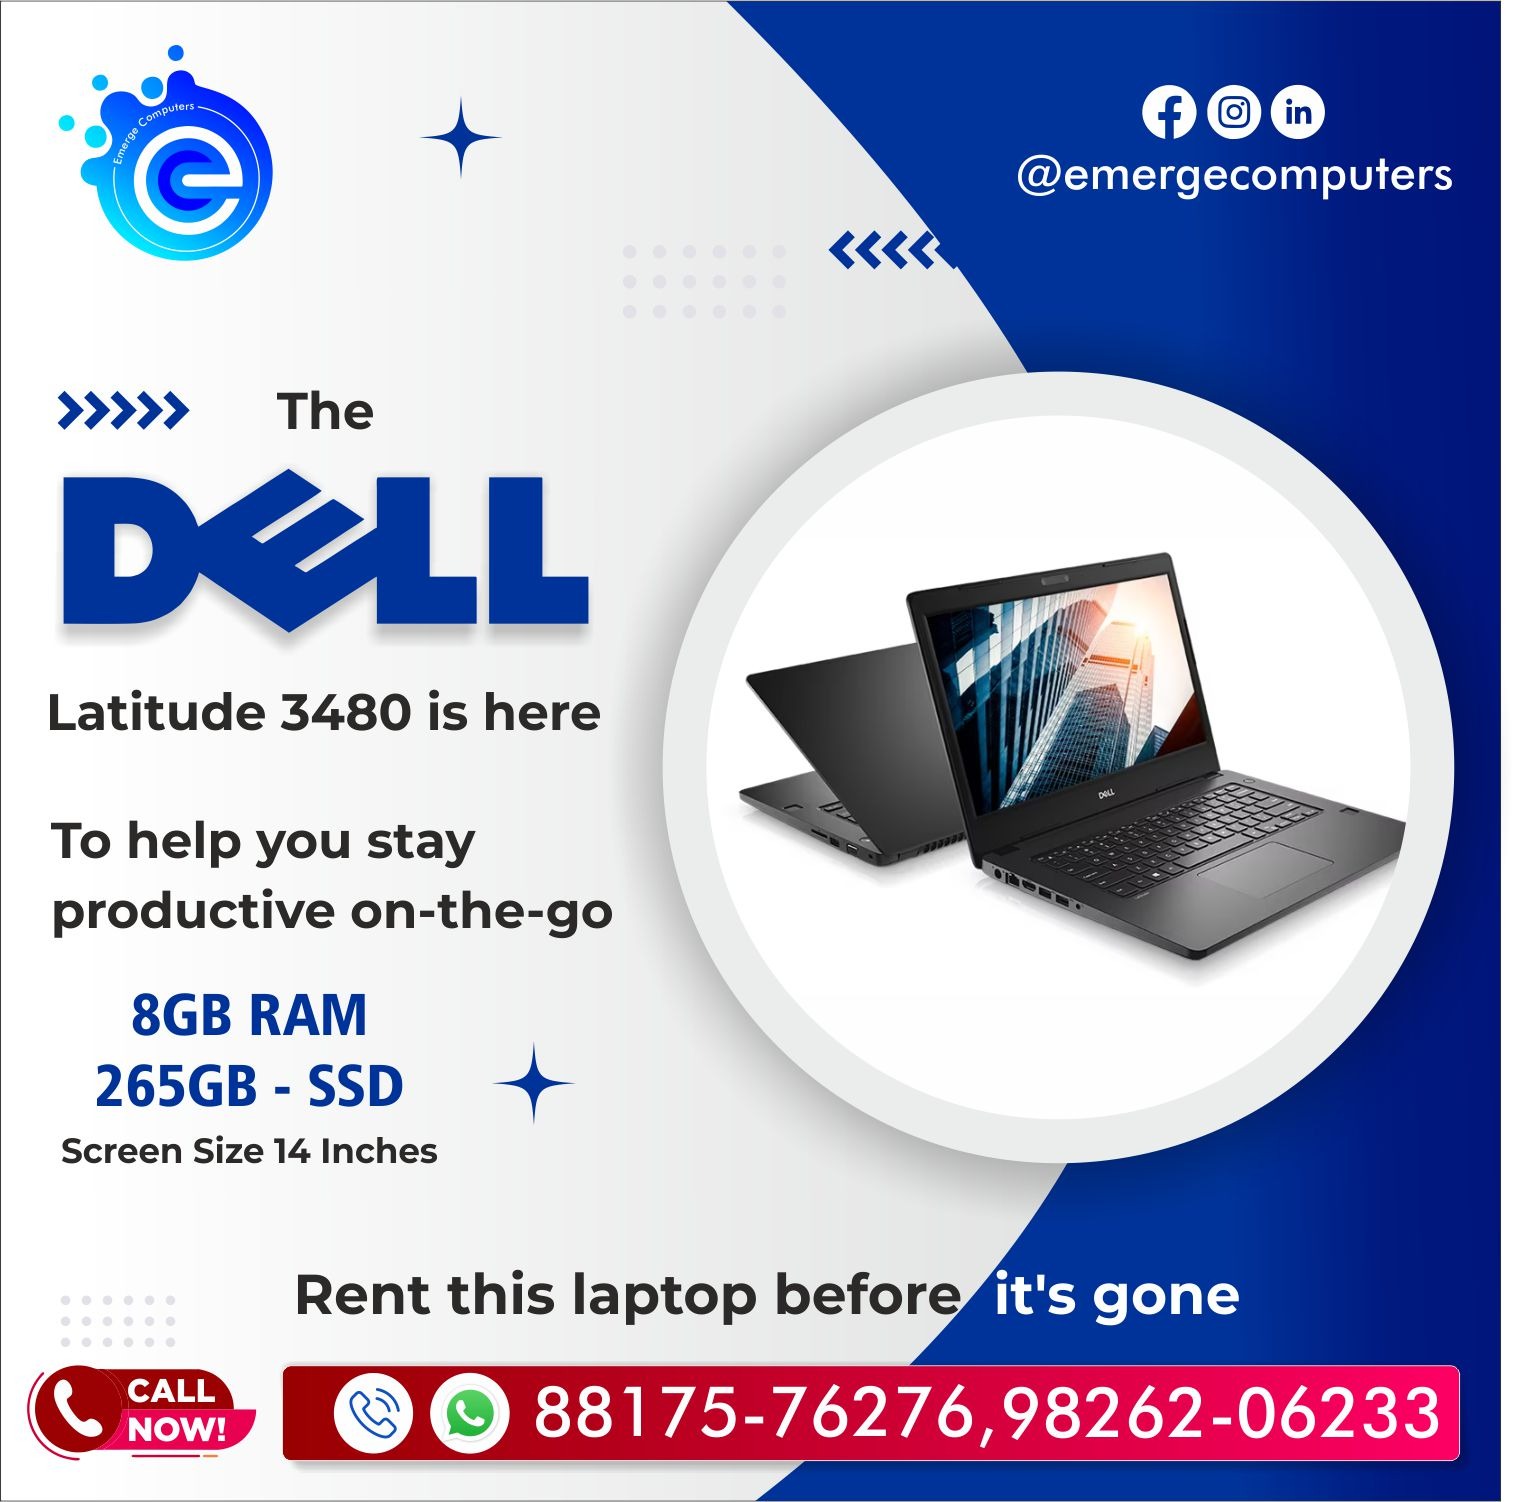 Emerge Computers
@emergecomputers
The
DELL
Latitude 3480 is here
To help you stay
productive on-the-go
8GB RAM
265GB - SSD
Screen Size 14 Inches
DELL
Rent this laptop before it's gone
CALL
NOW!
88175-76276,98262-06233